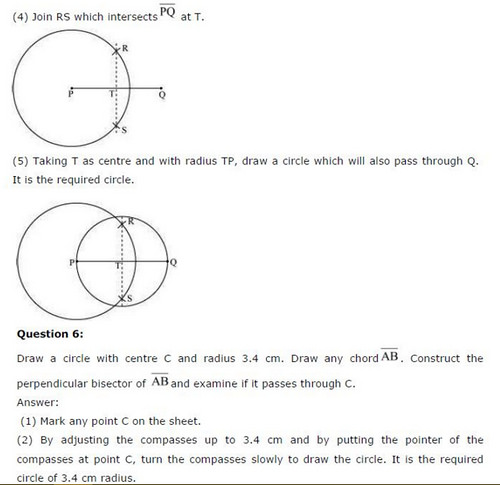 (4) Join RS which intersects PQ at T.
R
P T Q
S
(5) Taking T as centre and with radius TP, draw a circle which will also pass through Q.
It is the required circle.
R
P T Q
S
Question 6:
Draw a circle with centre C and radius 3.4 cm. Draw any chord AB. Construct the
perpendicular bisector of AB and examine if it passes through C.
Answer:
(1) Mark any point C on the sheet.
(2) By adjusting the compasses up to 3.4 cm and by putting the pointer of the
compasses at point C, turn the compasses slowly to draw the circle. It is the required
circle of 3.4 cm radius.